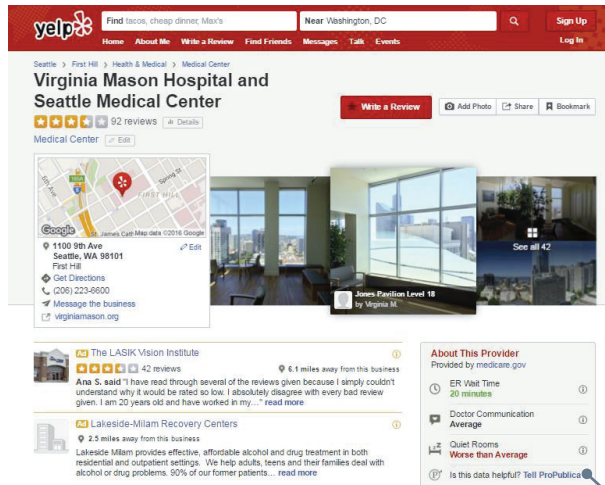 yelp
Find tacos, cheap dinner, Max's
Near Washington, DC
Sign Up
Home About Me Write a Review Find Friends Messages Talk Events
Log In
Seattle > First Hill > Health & Medical > Medical Center
Virginia Mason Hospital and
Seattle Medical Center
92 reviews Details
Medical Center Edit
Write a Review
Add Photo Share Bookmark
Spring St
FIRST HILL
Google
St. James Cath Map data ©2016 Google
1100 9th Ave Edit
Seattle, WA 98101
First Hill
Get Directions
(206) 223-6600
Message the business
virginiamason.org
Jones Pavilion Level 18
by Virginia M.
See all 42
Ad The LASIK Vision Institute
42 reviews 6.1 miles away from this business
Ana S. said "I have read through several of the reviews given because I simply couldn't
understand why it would be rated so low. I absolutely disagree with every bad review
given. I am 20 years old and have worked in my…" read more
Ad Lakeside-Milam Recovery Centers
2.5 miles away from this business
Lakeside Milam provides effective, affordable alcohol and drug treatment in both
residential and outpatient settings. We help adults, teens and their families deal with
alcohol or drug problems. 90% of our former patients… read more
About This Provider
Provided by medicare.gov
ER Wait Time
20 minutes
Doctor Communication
Average
Quiet Rooms
Worse than Average
Is this data helpful? Tell ProPublica